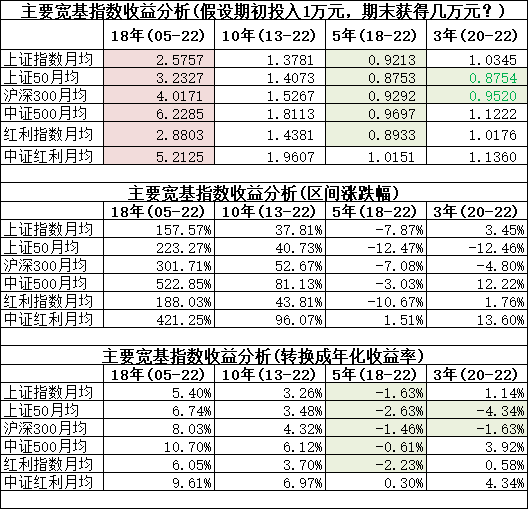 主要宽基指数收益分析(假设期初投入1万元，期末获得几万元？)
18年(05-22) 10年(13-22) 5年(18-22) 3年(20-22)
上证指数月均 2.5757 1.3781 0.9213 1.0345
上证50月均 3.2327 1.4073 0.8753 0.8754
沪深300月均 4.0171 1.5267 0.9292 0.9520
中证500月均 6.2285 1.8113 0.9697 1.1222
红利指数月均 2.8803 1.4381 0.8933 1.0176
中证红利月均 5.2125 1.9607 1.0151 1.1360
主要宽基指数收益分析(区间涨跌幅)
18年(05-22) 10年(13-22) 5年(18-22) 3年(20-22)
上证指数月均 157.57% 37.81% -7.87% 3.45%
上证50月均 223.27% 40.73% -12.47% -12.46%
沪深300月均 301.71% 52.67% -7.08% -4.80%
中证500月均 522.85% 81.13% -3.03% 12.22%
红利指数月均 188.03% 43.81% -10.67% 1.76%
中证红利月均 421.25% 96.07% 1.51% 13.60%
主要宽基指数收益分析(转换成年化收益率)
18年(05-22) 10年(13-22) 5年(18-22) 3年(20-22)
上证指数月均 5.40% 3.26% -1.63% 1.14%
上证50月均 6.74% 3.48% -2.63% -4.34%
沪深300月均 8.03% 4.32% -1.46% -1.63%
中证500月均 10.70% 6.12% -0.61% 3.92%
红利指数月均 6.05% 3.70% -2.23% 0.58%
中证红利月均 9.61% 6.97% 0.30% 4.34%